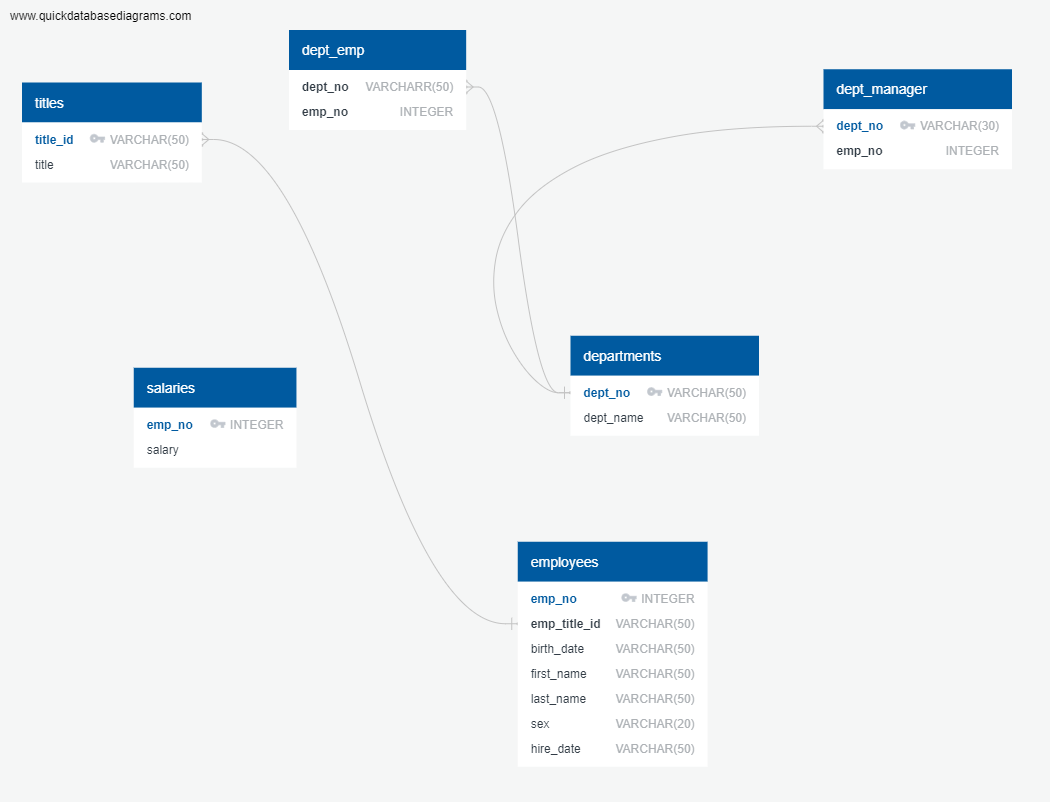 www.quickdatabasediagrams.com
dept_emp
dept_no VARCHARR(50)
emp_no INTEGER
titles
title_id VARCHAR(50)
title VARCHAR(50)
dept_manager
dept_no VARCHAR(30)
emp_no INTEGER
departments
dept_no VARCHAR(50)
dept_name VARCHAR(50)
salaries
emp_no INTEGER
salary
employees
emp_no INTEGER
emp_title_id VARCHAR(50)
birth_date VARCHAR(50)
first_name VARCHAR(50)
last_name VARCHAR(50)
sex VARCHAR(20)
hire_date VARCHAR(50)